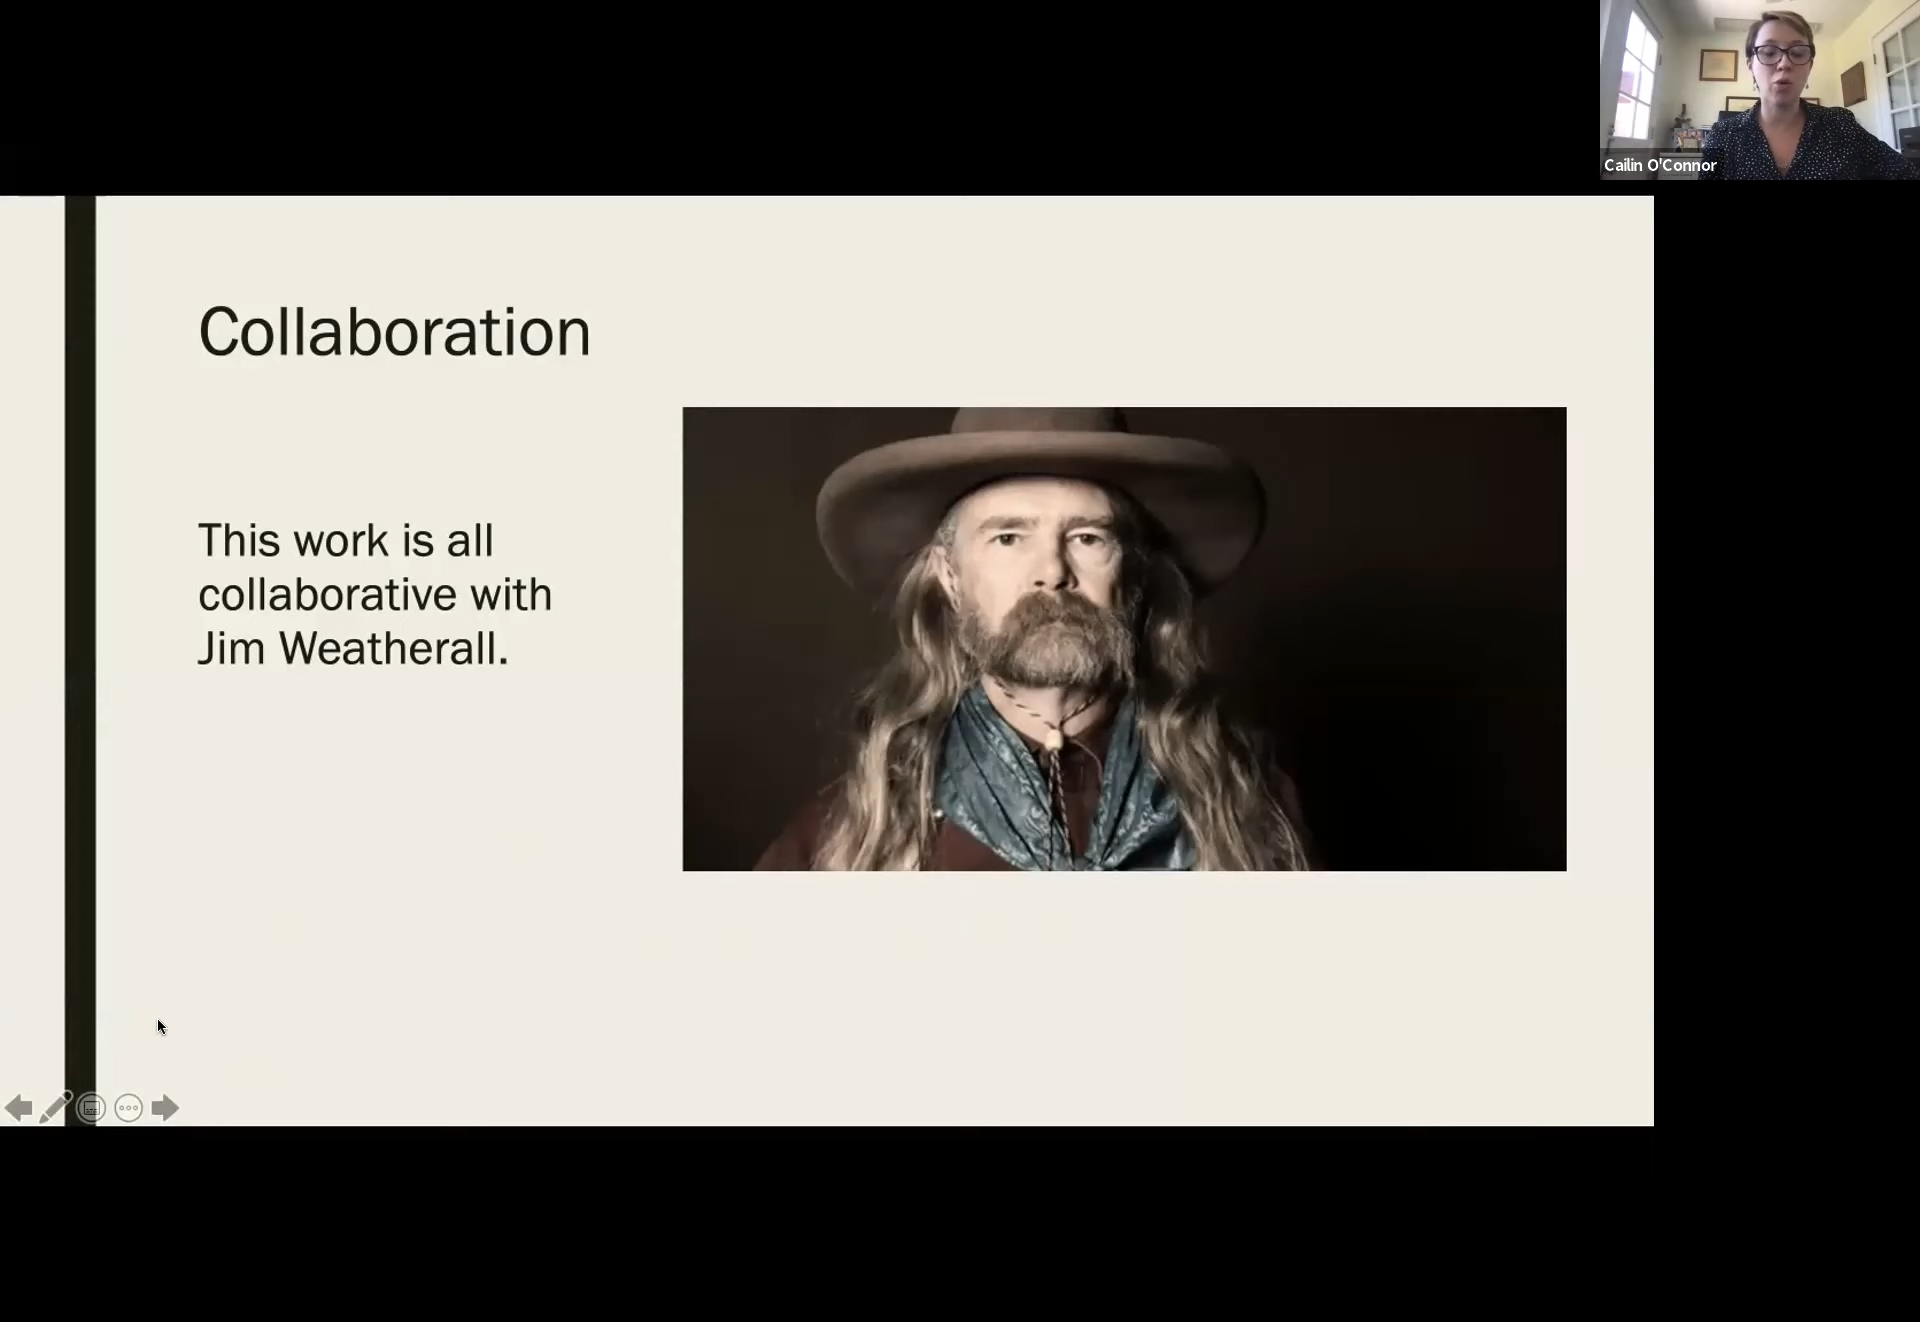 Cailin O'Connor
Collaboration
This work is all
collaborative with
Jim Weatherall.